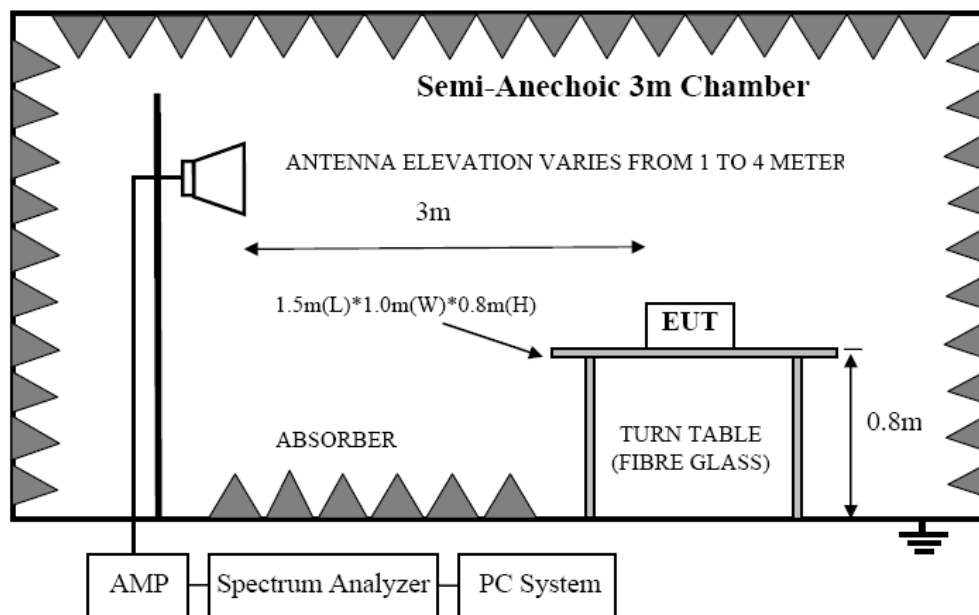 Semi-Anechoic 3m Chamber
ANTENNA ELEVATION VARIES FROM 1 TO 4 METER
3m
1.5m(L)*1.0m(W)*0.8m(H)
EUT
0.8m
ABSORBER
TURN TABLE
(FIBRE GLASS)
AMP
Spectrum Analyzer
PC System